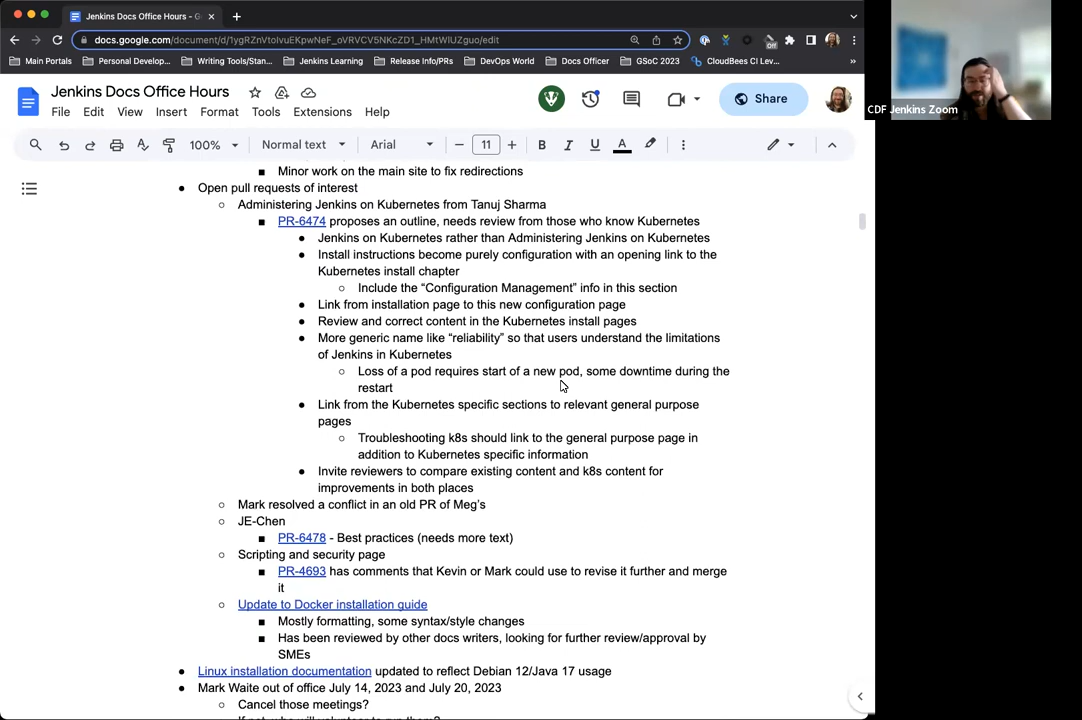 Jenkins Docs Office Hours - G
docs.google.com/document/d/1ygRZnVtoIvuEKpwNeF_oVRVCV5NKcZD1_HMtWlUZguo/edit
Off
Main Portals
Personal Develop...
Writing Tools/Stan...
Jenkins Learning
Release Info/PRs
DevOps World
Docs Officer
GSoC 2023
CloudBees CI Lev...
Jenkins Docs Office Hours
File Edit View Insert Format Tools Extensions Help
Share
CDF Jenkins Zoom
100% Normal text Arial 11 B I U A
Minor work on the main site to fix redirections
Open pull requests of interest
Administering Jenkins on Kubernetes from Tanuj Sharma
PR-6474 proposes an outline, needs review from those who know Kubernetes
Jenkins on Kubernetes rather than Administering Jenkins on Kubernetes
Install instructions become purely configuration with an opening link to the
Kubernetes install chapter
Include the “Configuration Management” info in this section
Link from installation page to this new configuration page
Review and correct content in the Kubernetes install pages
More generic name like “reliability” so that users understand the limitations
of Jenkins in Kubernetes
Loss of a pod requires start of a new pod, some downtime during the
restart
Link from the Kubernetes specific sections to relevant general purpose
pages
Troubleshooting k8s should link to the general purpose page in
addition to Kubernetes specific information
Invite reviewers to compare existing content and k8s content for
improvements in both places
Mark resolved a conflict in an old PR of Meg’s
JE-Chen
PR-6478 - Best practices (needs more text)
Scripting and security page
PR-4693 has comments that Kevin or Mark could use to revise it further and merge
it
Update to Docker installation guide
Mostly formatting, some syntax/style changes
Has been reviewed by other docs writers, looking for further review/approval by
SMEs
Linux installation documentation updated to reflect Debian 12/Java 17 usage
Mark Waite out of office July 14, 2023 and July 20, 2023
Cancel those meetings?
If not, who will volunteer to run them?